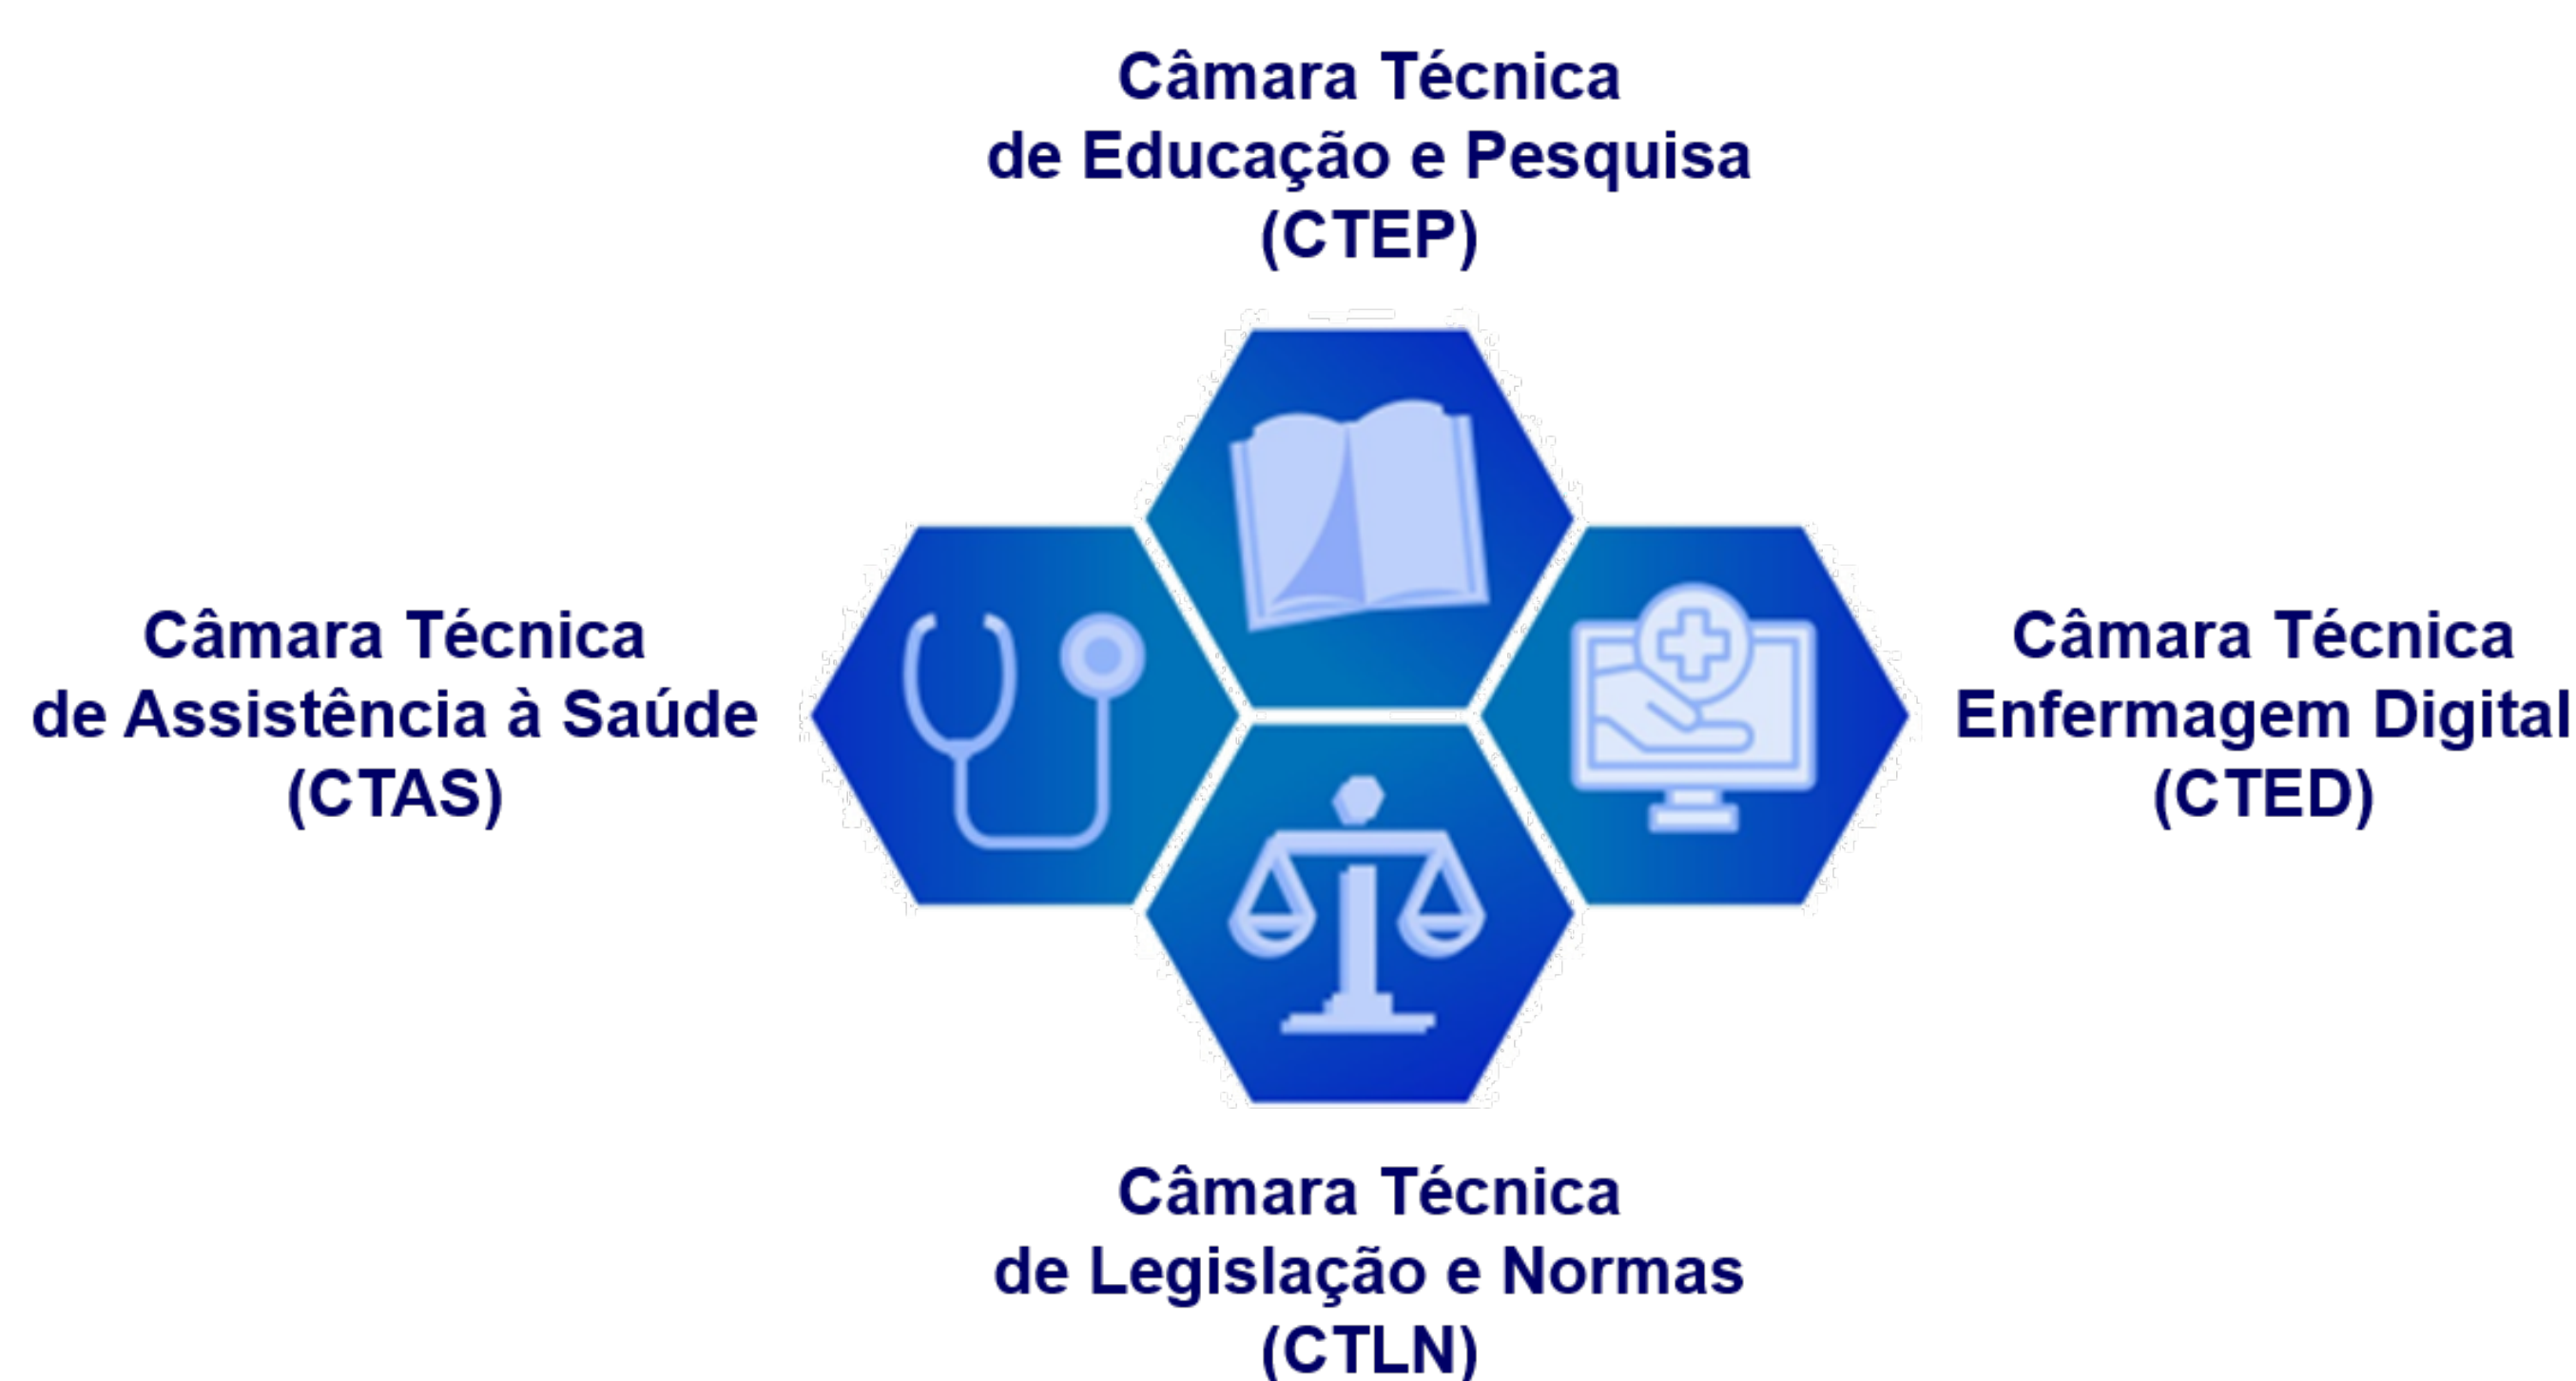 Câmara Técnica
de Educação e Pesquisa
(CTEP)
Câmara Técnica
de Assistência à Saúde
(CTAS)
Câmara Técnica
Enfermagem Digital
(CTED)
Câmara Técnica
de Legislação e Normas
(CTLN)